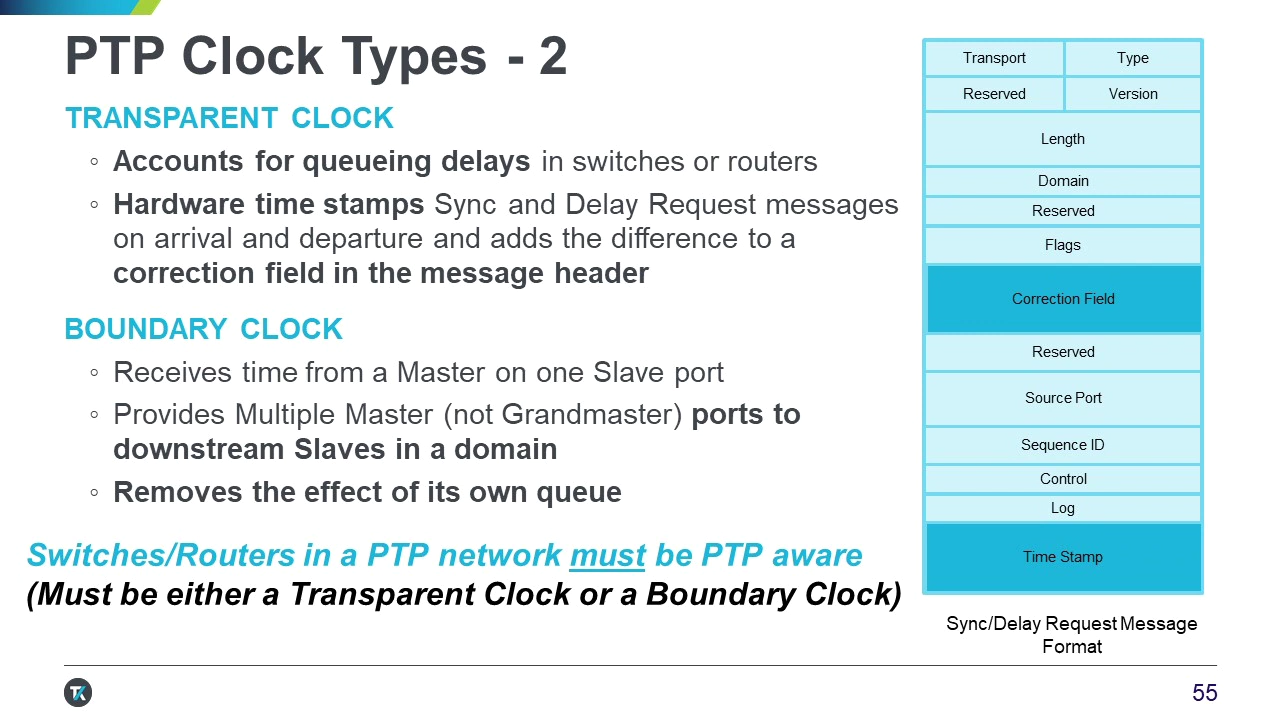 PTP Clock Types - 2
TRANSPARENT CLOCK
◦ Accounts for queueing delays in switches or routers
◦ Hardware time stamps Sync and Delay Request messages
on arrival and departure and adds the difference to a
correction field in the message header
BOUNDARY CLOCK
◦ Receives time from a Master on one Slave port
◦ Provides Multiple Master (not Grandmaster) ports to
downstream Slaves in a domain
◦ Removes the effect of its own queue
Switches/Routers in a PTP network must be PTP aware
(Must be either a Transparent Clock or a Boundary Clock)
Transport Type
Reserved Version
Length
Domain
Reserved
Flags
Correction Field
Reserved
Source Port
Sequence ID
Control
Log
Time Stamp
Sync/Delay Request Message
Format
TK
55